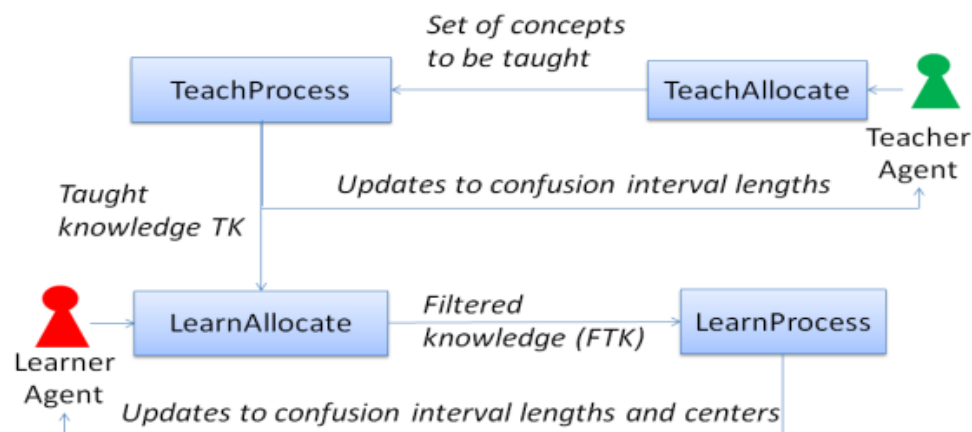 Set of concepts
to be taught
TeachProcess
TeachAllocate
Teacher
Agent
Updates to confusion interval lengths
Taught
knowledge TK
LearnAllocate
Filtered
knowledge (FTK)
LearnProcess
Learner
Agent
Updates to confusion interval lengths and centers